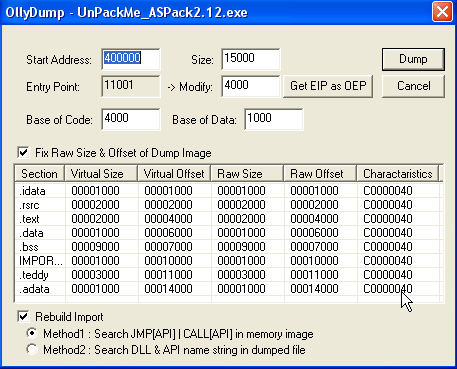 OllyDump - UnPackMe_ASPack2.12.exe
Start Address: 400000 Size: 15000 Dump
Entry Point: 11001 -> Modify: 4000 Get EIP as OEP Cancel
Base of Code: 4000 Base of Data: 1000
Fix Raw Size & Offset of Dump Image
Section Virtual Size Virtual Offset Raw Size Raw Offset Charactaristics
.idata 00001000 00001000 00001000 00001000 C0000040
.rsrc 00002000 00002000 00002000 00002000 C0000040
.text 00002000 00004000 00002000 00004000 C0000040
.data 00001000 00006000 00001000 00006000 C0000040
.bss 00009000 00007000 00009000 00007000 C0000040
IMPOR... 00001000 00010000 00001000 00010000 C0000040
.teddy 00003000 00011000 00003000 00011000 C0000040
.adata 00001000 00014000 00001000 00014000 C0000040
Rebuild Import
Method1 : Search JMP[API] | CALL[API] in memory image
Method2 : Search DLL & API name string in dumped file